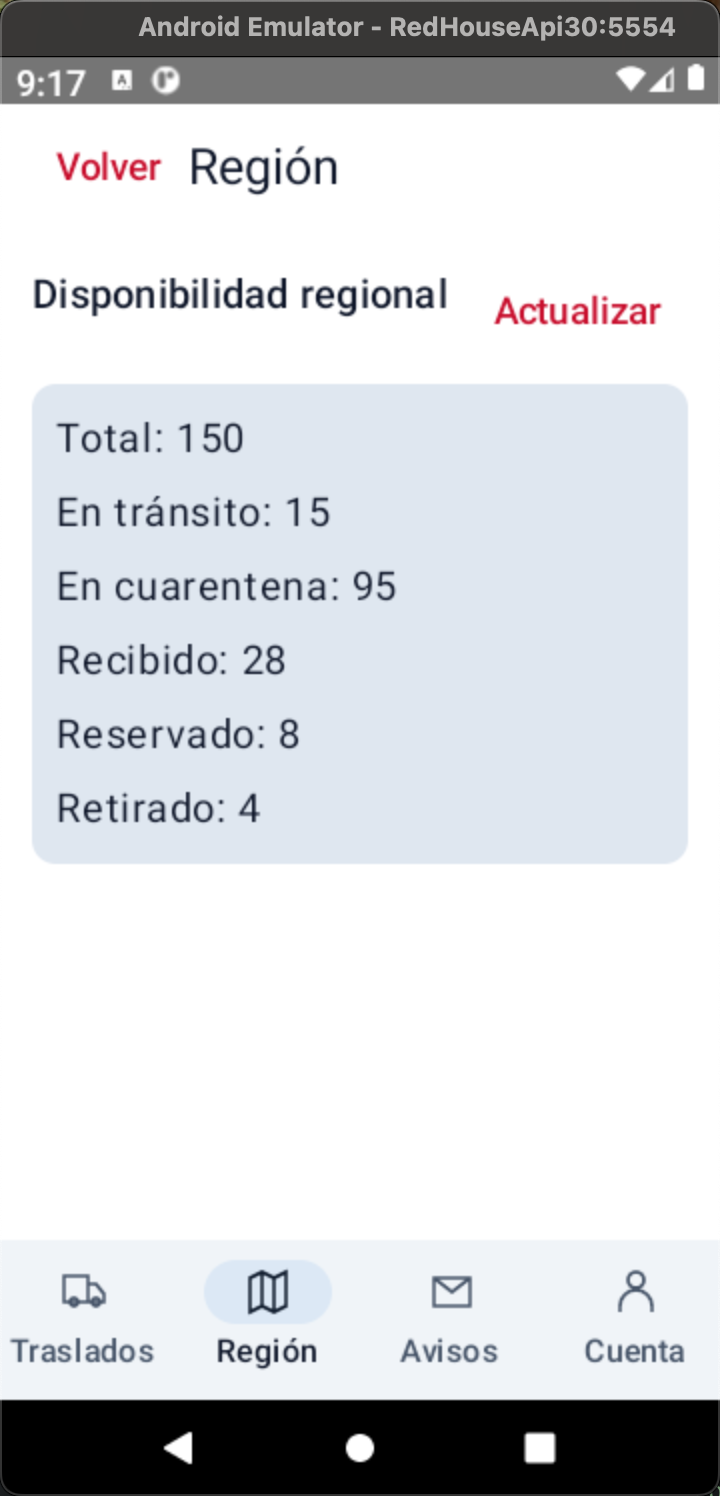 Android Emulator - RedHouseApi30:5554
9:17
Volver Región
Disponibilidad regional
Actualizar
Total: 150
En tránsito: 15
En cuarentena: 95
Recibido: 28
Reservado: 8
Retirado: 4
Traslados Región Avisos Cuenta